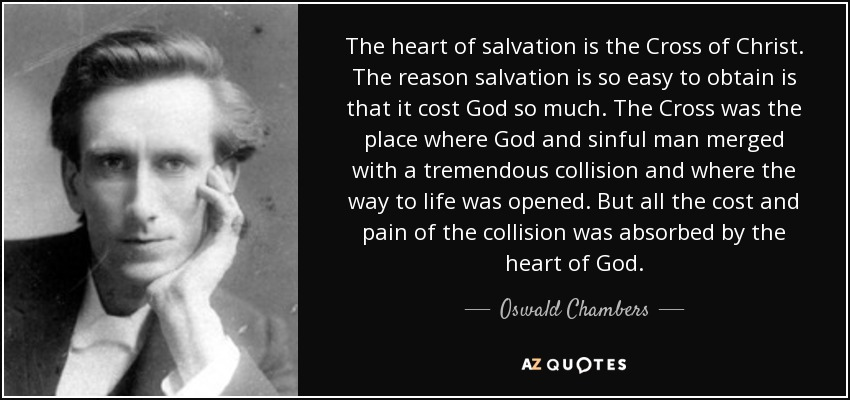 The heart of salvation is the Cross of Christ.
The reason salvation is so easy to obtain is
that it cost God so much. The Cross was the
place where God and sinful man merged
with a tremendous collision and where the
way to life was opened. But all the cost and
pain of the collision was absorbed by the
heart of God.
Oswald Chambers
AZ QUOTES